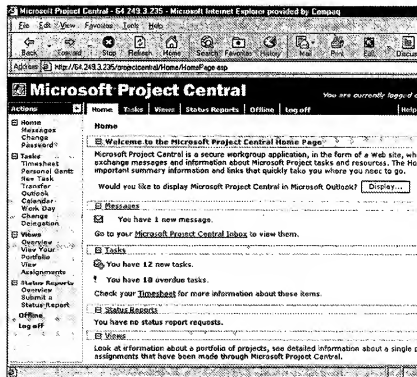 Microsoft Project Central - 64.249.3.235 - Microsoft Internet Explorer provided by Compaq
File Edit View Favorites Tools Help
Back Forward Stop Refresh Home Search Favorites History Mail Print Edit Discus
Address http://64.249.3.235/projectcentral/Home/HomePage.asp
Microsoft Project Central
You are currently logged o
Actions Home Tasks Views Status Reports Offline Log off Help
Home
Messages
Change
Password
Tasks
Timesheet
Personal Gantt
New Task
Transfer
Outlook
Calendar
Work Day
Change
Delegation
Views
Overview
View Your
Portfolio
View
Assignments
Status Reports
Overview
Submit a
Status Report
Offline
Log off
Home
Welcome to the Microsoft Project Central Home Page
Microsoft Project Central is a secure workgroup application, in the form of a Web site, wh
exchange messages and information about Microsoft Project tasks and resources. The Ho
important summary information and links that quickly take you where you need to go.
Would you like to display Microsoft Project Central in Microsoft Outlook? Display...
Messages
You have 1 new message.
Go to your Microsoft Project Central Inbox to view them.
Tasks
You have 12 new tasks.
! You have 10 overdue tasks.
Check your Timesheet for more information about these items.
Status Reports
You have no status report requests.
Views
Look at information about a portfolio of projects, see detailed information about a single p
assignments that have been made through Microsoft Project Central.